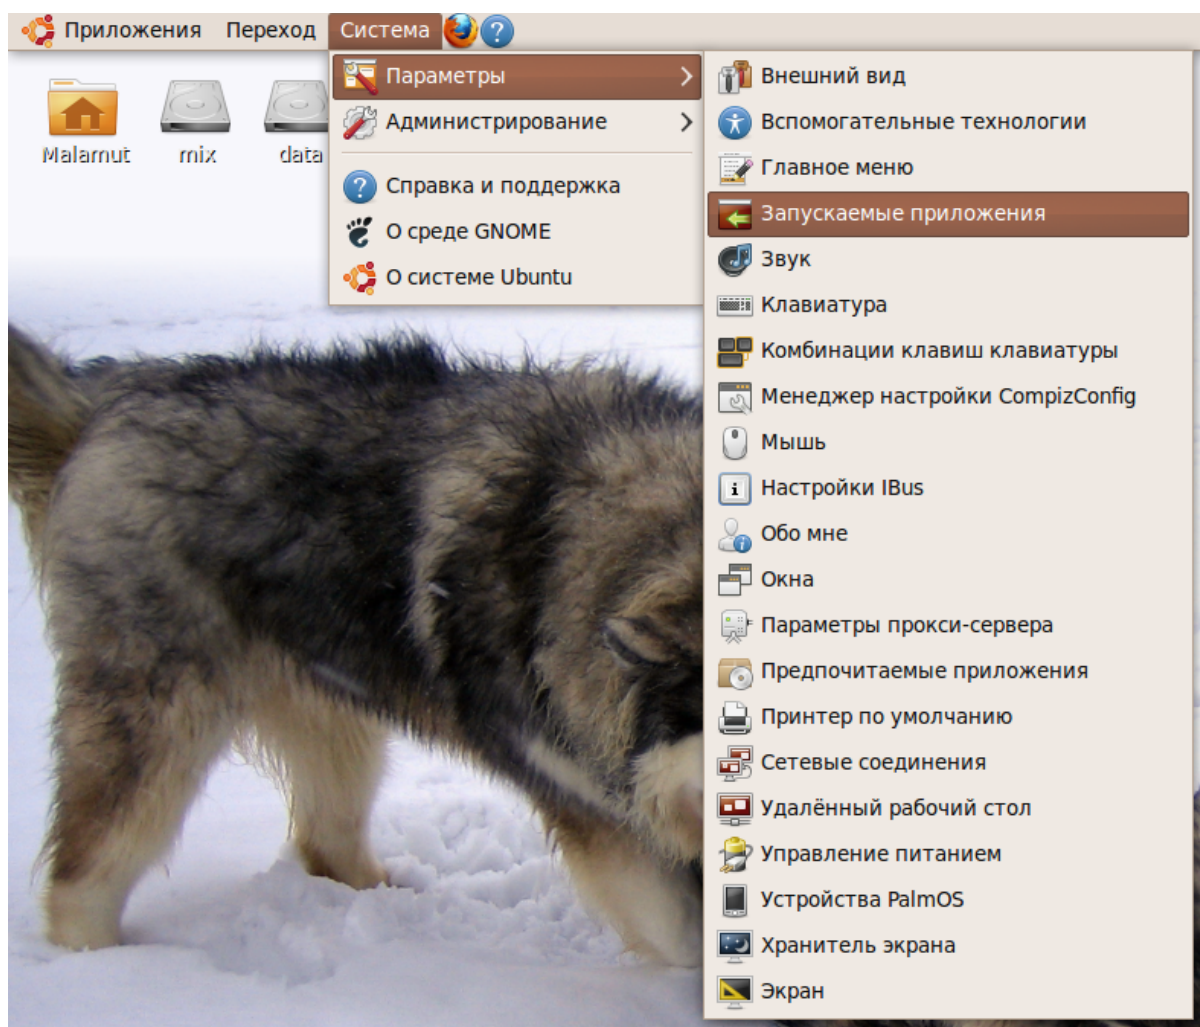 Приложения Переход Система
Malamut mix data
Параметры
Администрирование
Справка и поддержка
О среде GNOME
О системе Ubuntu
Внешний вид
Вспомогательные технологии
Главное меню
Запускаемые приложения
Звук
Клавиатура
Комбинации клавиш клавиатуры
Менеджер настройки CompizConfig
Мышь
Настройки IBus
Обо мне
Окна
Параметры прокси-сервера
Предпочитаемые приложения
Принтер по умолчанию
Сетевые соединения
Удалённый рабочий стол
Управление питанием
Устройства PalmOS
Хранитель экрана
Экран